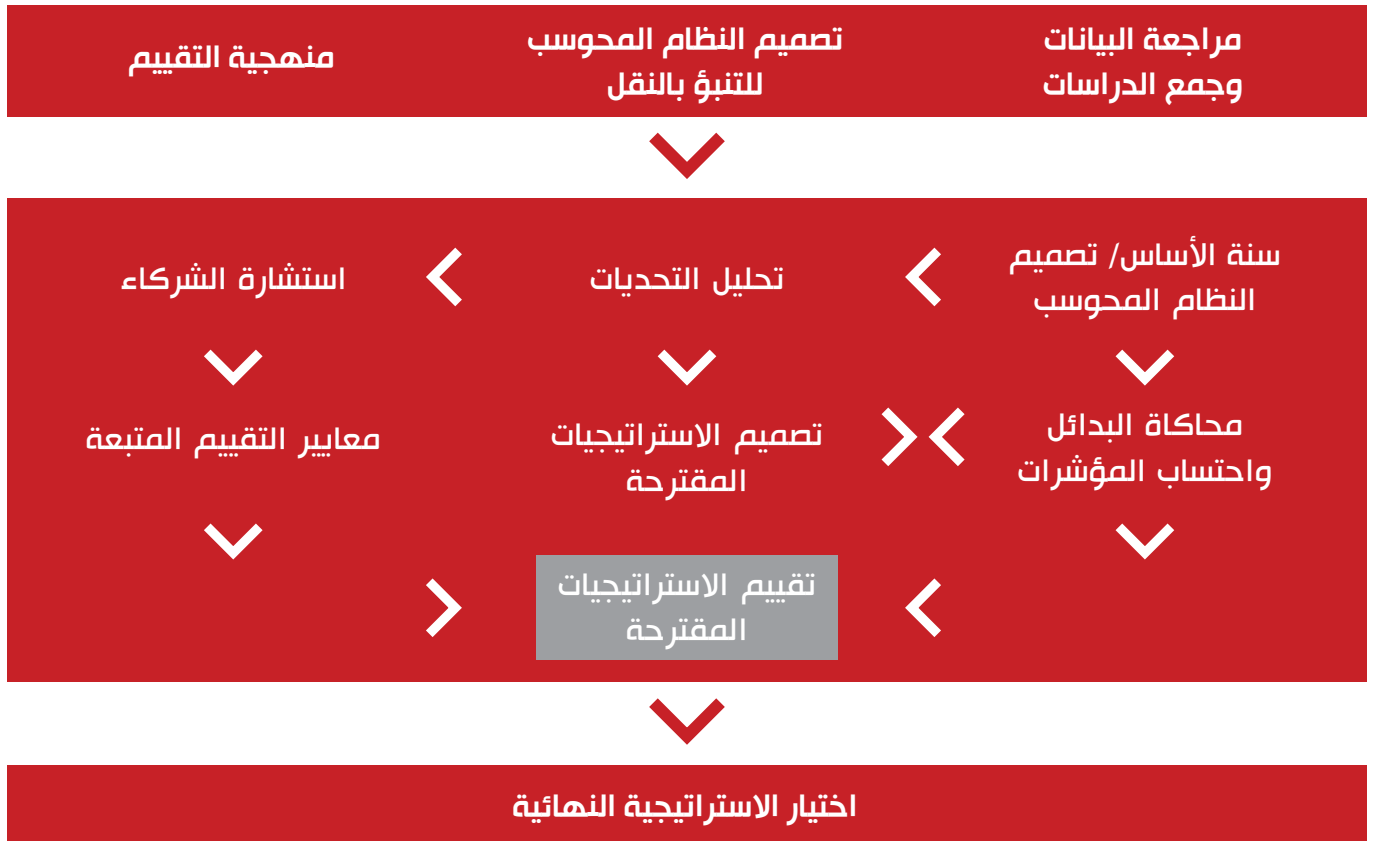 مراجعة البيانات
وجمع الدراسات
تصميم النظام المحوسب
للتنبؤ بالنقل
منهجية التقييم
سنة الأساس/ تصميم
النظام المحوسب
تحليل التحديات
استشارة الشركاء
محاكاة البدائل
واحتساب المؤشرات
تصميم الاستراتيجيات
المقترحة
معايير التقييم المتبعة
تقييم الاستراتيجيات
المقترحة
اختيار الاستراتيجية النهائية